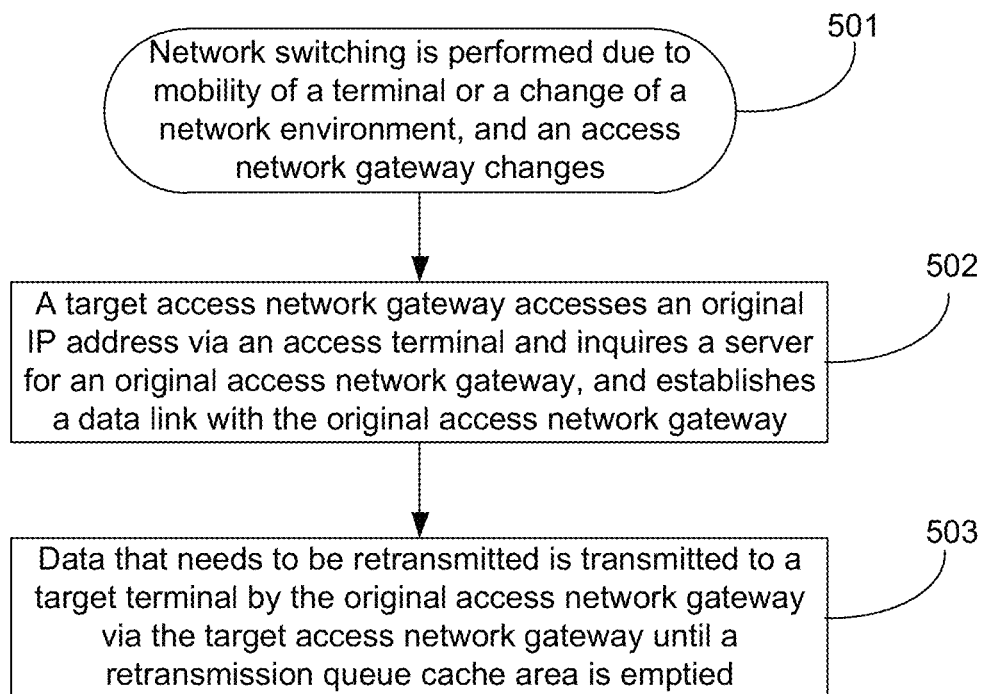 501
Network switching is performed due to
mobility of a terminal or a change of a
network environment, and an access
network gateway changes
502
A target access network gateway accesses an original
IP address via an access terminal and inquires a server
for an original access network gateway, and establishes
a data link with the original access network gateway
503
Data that needs to be retransmitted is transmitted to a
target terminal by the original access network gateway
via the target access network gateway until a
retransmission queue cache area is emptied